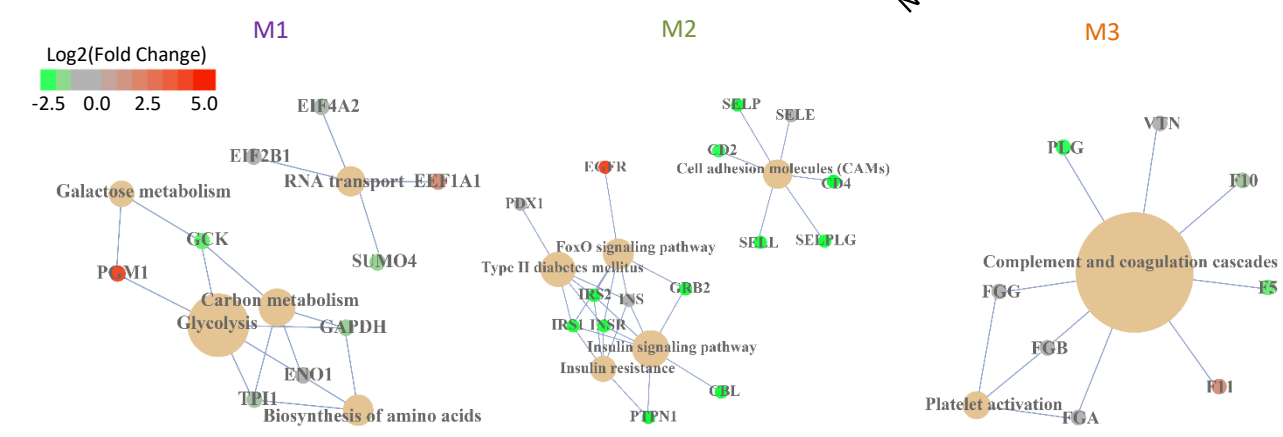 M1
M2
M3
Log2(Fold Change)
-2.5 0.0 2.5 5.0
EIF4A2
EIF2B1
RNA transport
EEF1A1
Galactose metabolism
GCK
SUMO4
PGM1
Carbon metabolism
Glycolysis
GAPDH
ENO1
TPI1
Biosynthesis of amino acids
SELP
SELE
CD2
EGFR
Cell adhesion molecules (CAMs)
CD4
PDX1
SELL
SELPLG
FoxO signaling pathway
Type II diabetes mellitus
IRS2
INS
GRB2
IRS1
INSR
Insulin signaling pathway
Insulin resistance
CBL
PTPN1
VTN
PLG
F10
Complement and coagulation cascades
FGG
F5
FGB
F11
Platelet activation
FGA